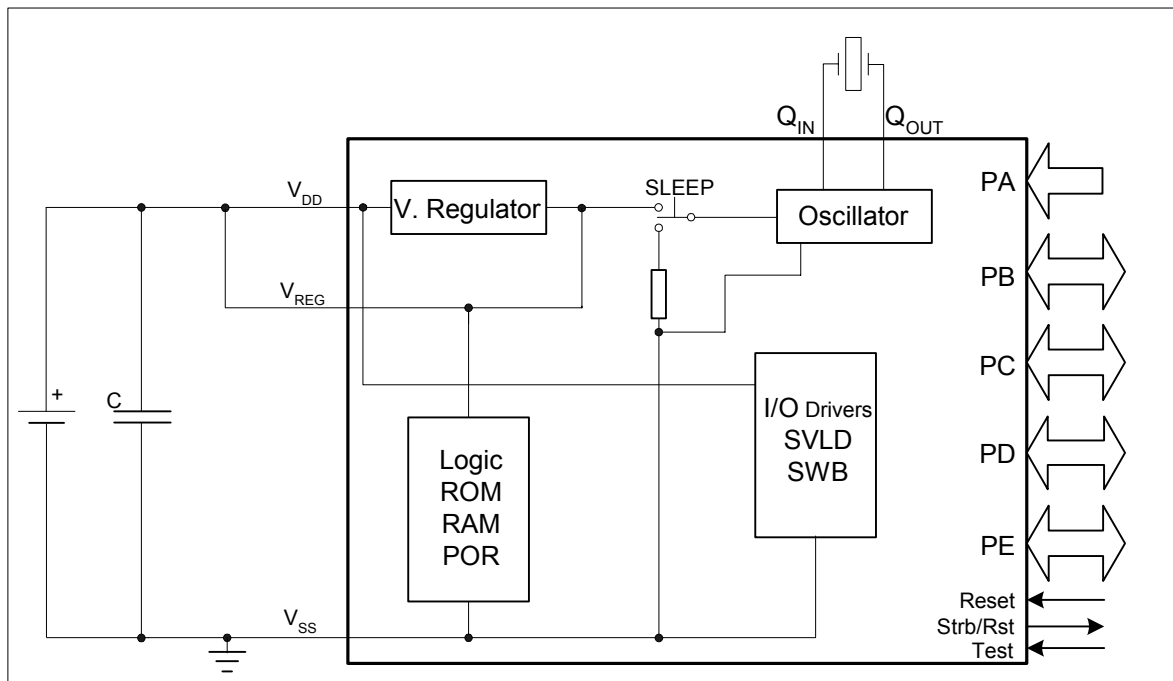 Q_IN
Q_OUT
V_DD
V. Regulator
SLEEP
Oscillator
PA
V_REG
PB
+
C
I/O Drivers
SVLD
SWB
PC
Logic
ROM
RAM
POR
PD
PE
V_SS
Reset
Strb/Rst
Test